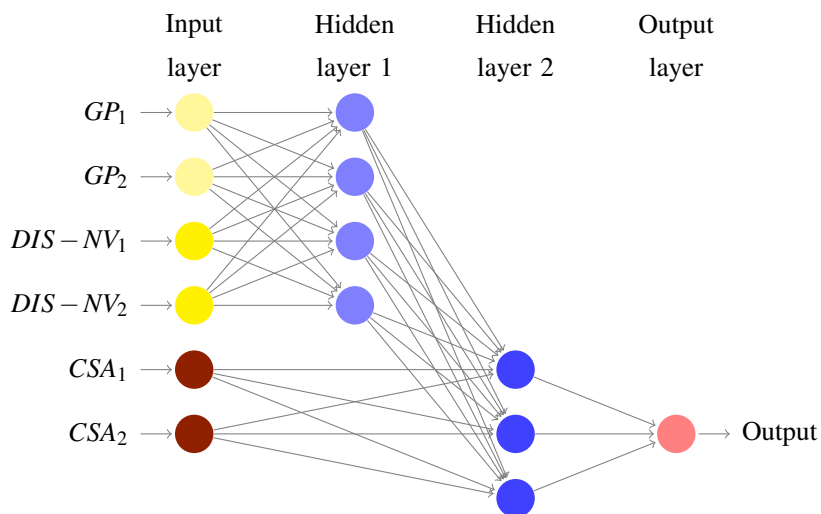 Input Hidden Hidden Output
layer layer 1 layer 2 layer
GP1
GP2
DIS−NV1
DIS−NV2
CSA1
CSA2
Output